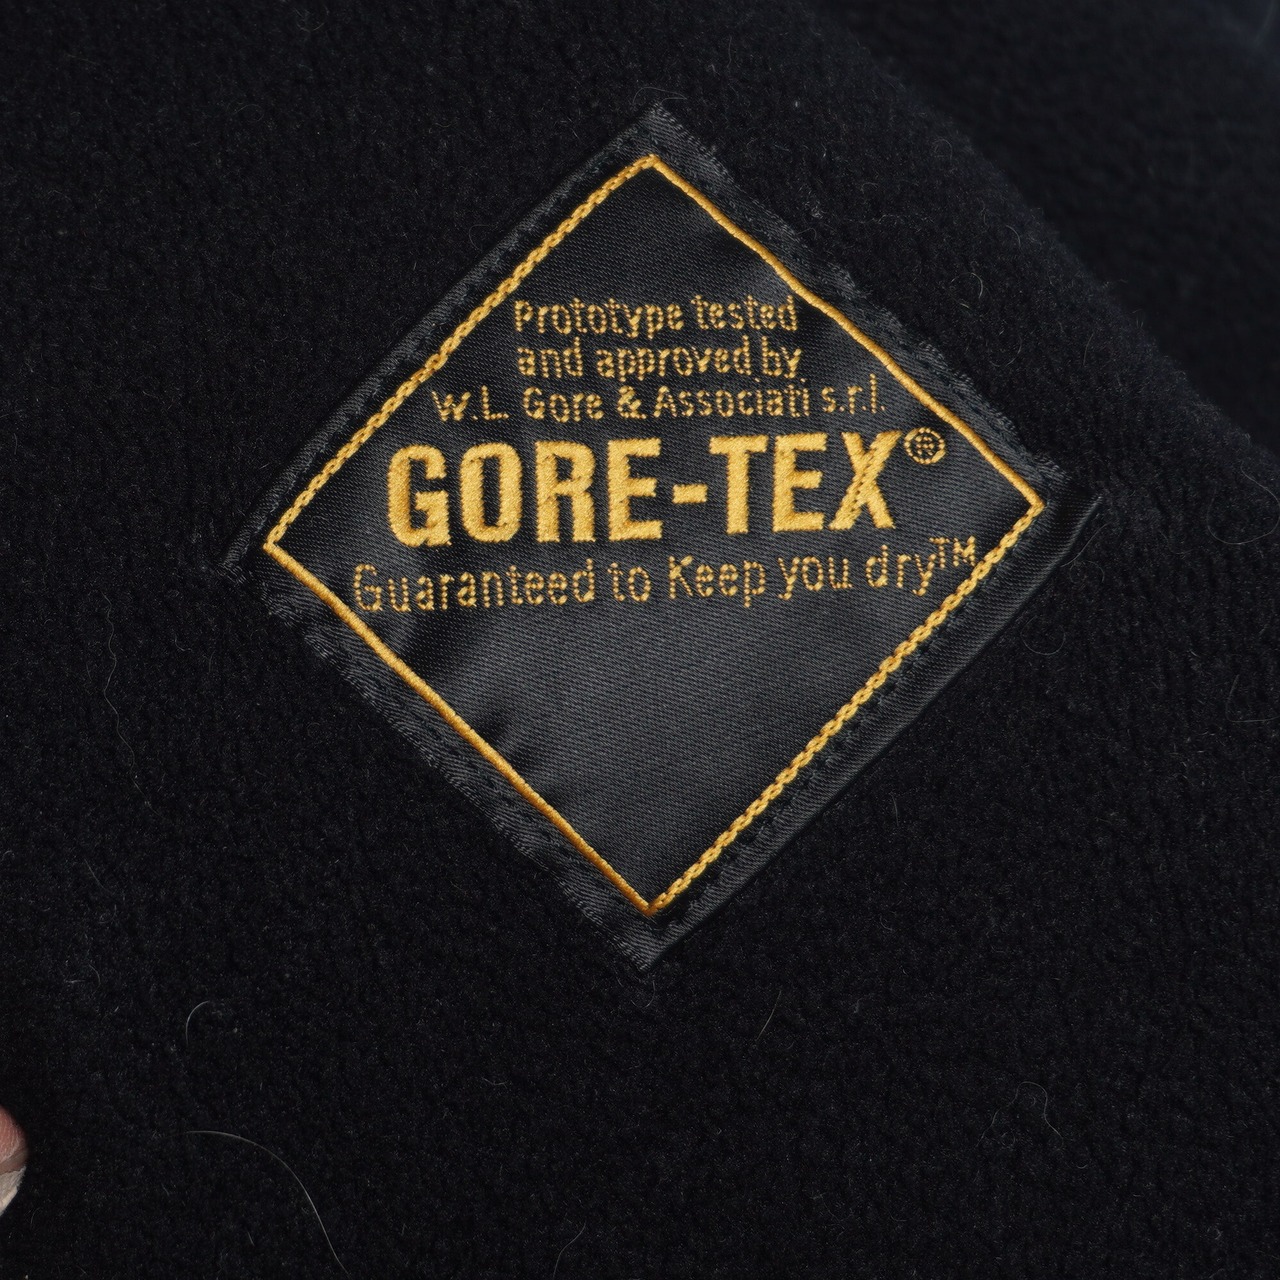 Prototype tested
and approved by
W.L. Gore & Associati s.r.l.
GORE-TEX®
Guaranteed to Keep you dry™